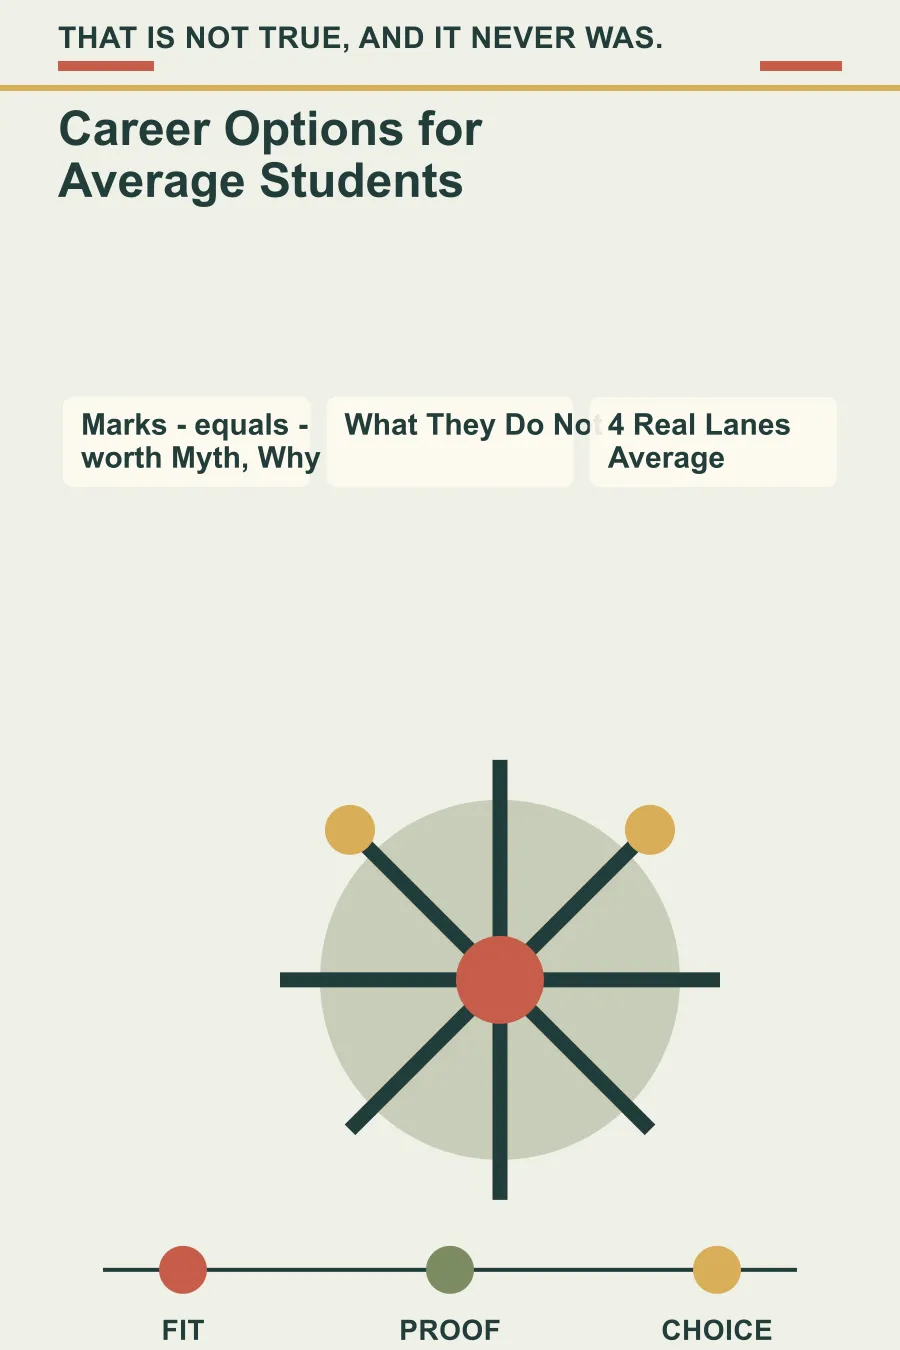 THAT IS NOT TRUE, AND IT NEVER WAS.
Career Options for
Average Students
Marks - equals -
worth Myth, Why
What They Do Not
4 Real Lanes
Average
FIT
PROOF
CHOICE